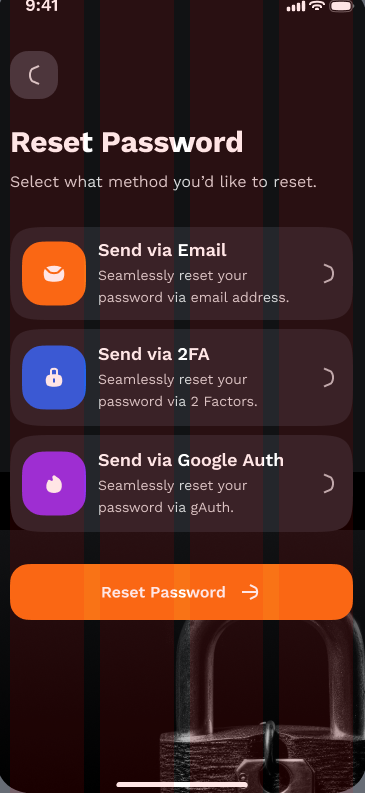 9:41
Reset Password
Select what method you’d like to reset.
Send via Email
Seamlessly reset your
password via email address.
Send via 2FA
Seamlessly reset your
password via 2 Factors.
Send via Google Auth
Seamlessly reset your
password via gAuth.
Reset Password